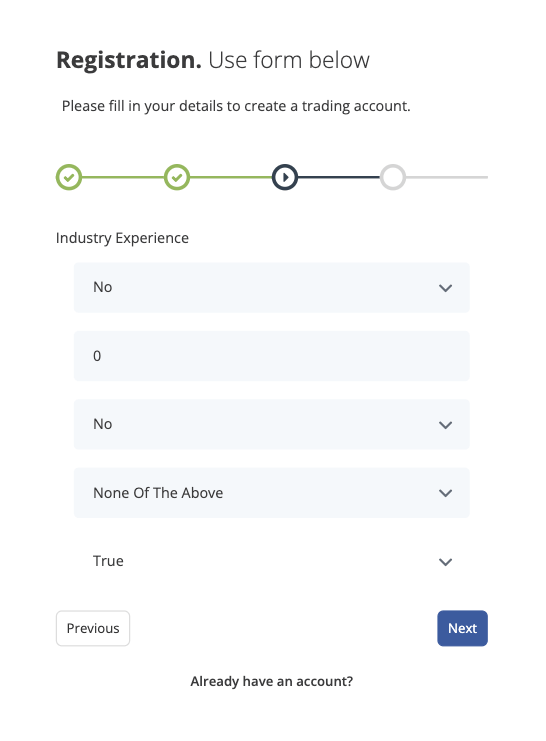 Registration. Use form below
Please fill in your details to create a trading account.
Industry Experience
No
0
No
None Of The Above
True
Previous
Next
Already have an account?